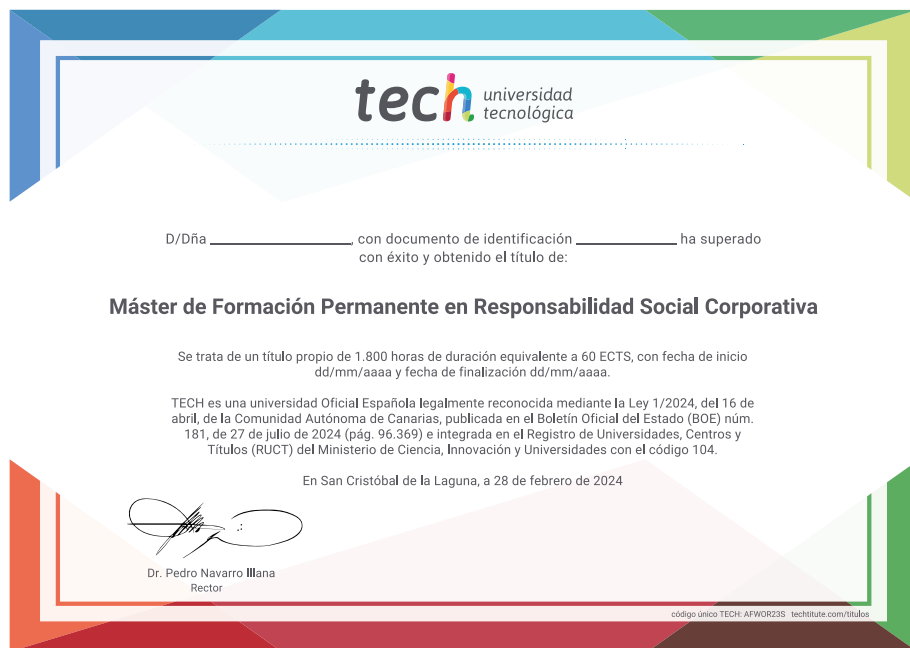 tech universidad
tecnológica
D/Dña ______________, con documento de identificación __________ ha superado
con éxito y obtenido el título de:
Máster de Formación Permanente en Responsabilidad Social Corporativa
Se trata de un título propio de 1.800 horas de duración equivalente a 60 ECTS, con fecha de inicio
dd/mm/aaaa y fecha de finalización dd/mm/aaaa.
TECH es una universidad Oficial Española legalmente reconocida mediante la Ley 1/2024, del 16 de
abril, de la Comunidad Autónoma de Canarias, publicada en el Boletín Oficial del Estado (BOE) núm.
181, de 27 de julio de 2024 (pág. 96.369) e integrada en el Registro de Universidades, Centros y
Títulos (RUCT) del Ministerio de Ciencia, Innovación y Universidades con el código 104.
En San Cristóbal de la Laguna, a 28 de febrero de 2024
Dr. Pedro Navarro Illana
Rector
código único TECH: AFWOR23S techtitute.com/titulos